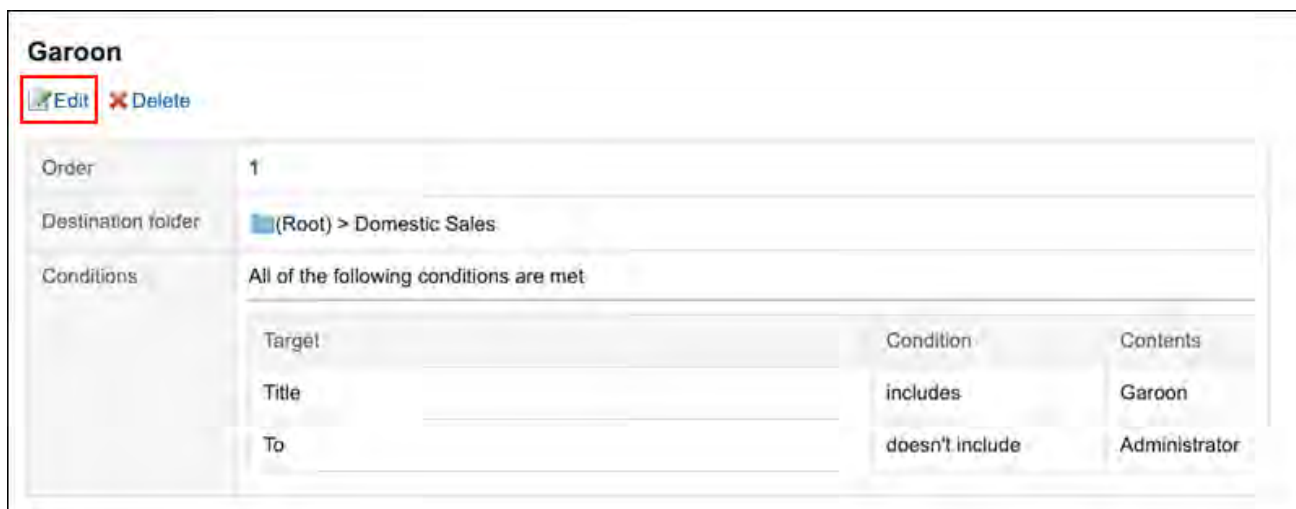 Garoon
Edit Delete
Order 1
Destination folder (Root) > Domestic Sales
Conditions All of the following conditions are met
Target Condition Contents
Title includes Garoon
To doesn't include Administrator